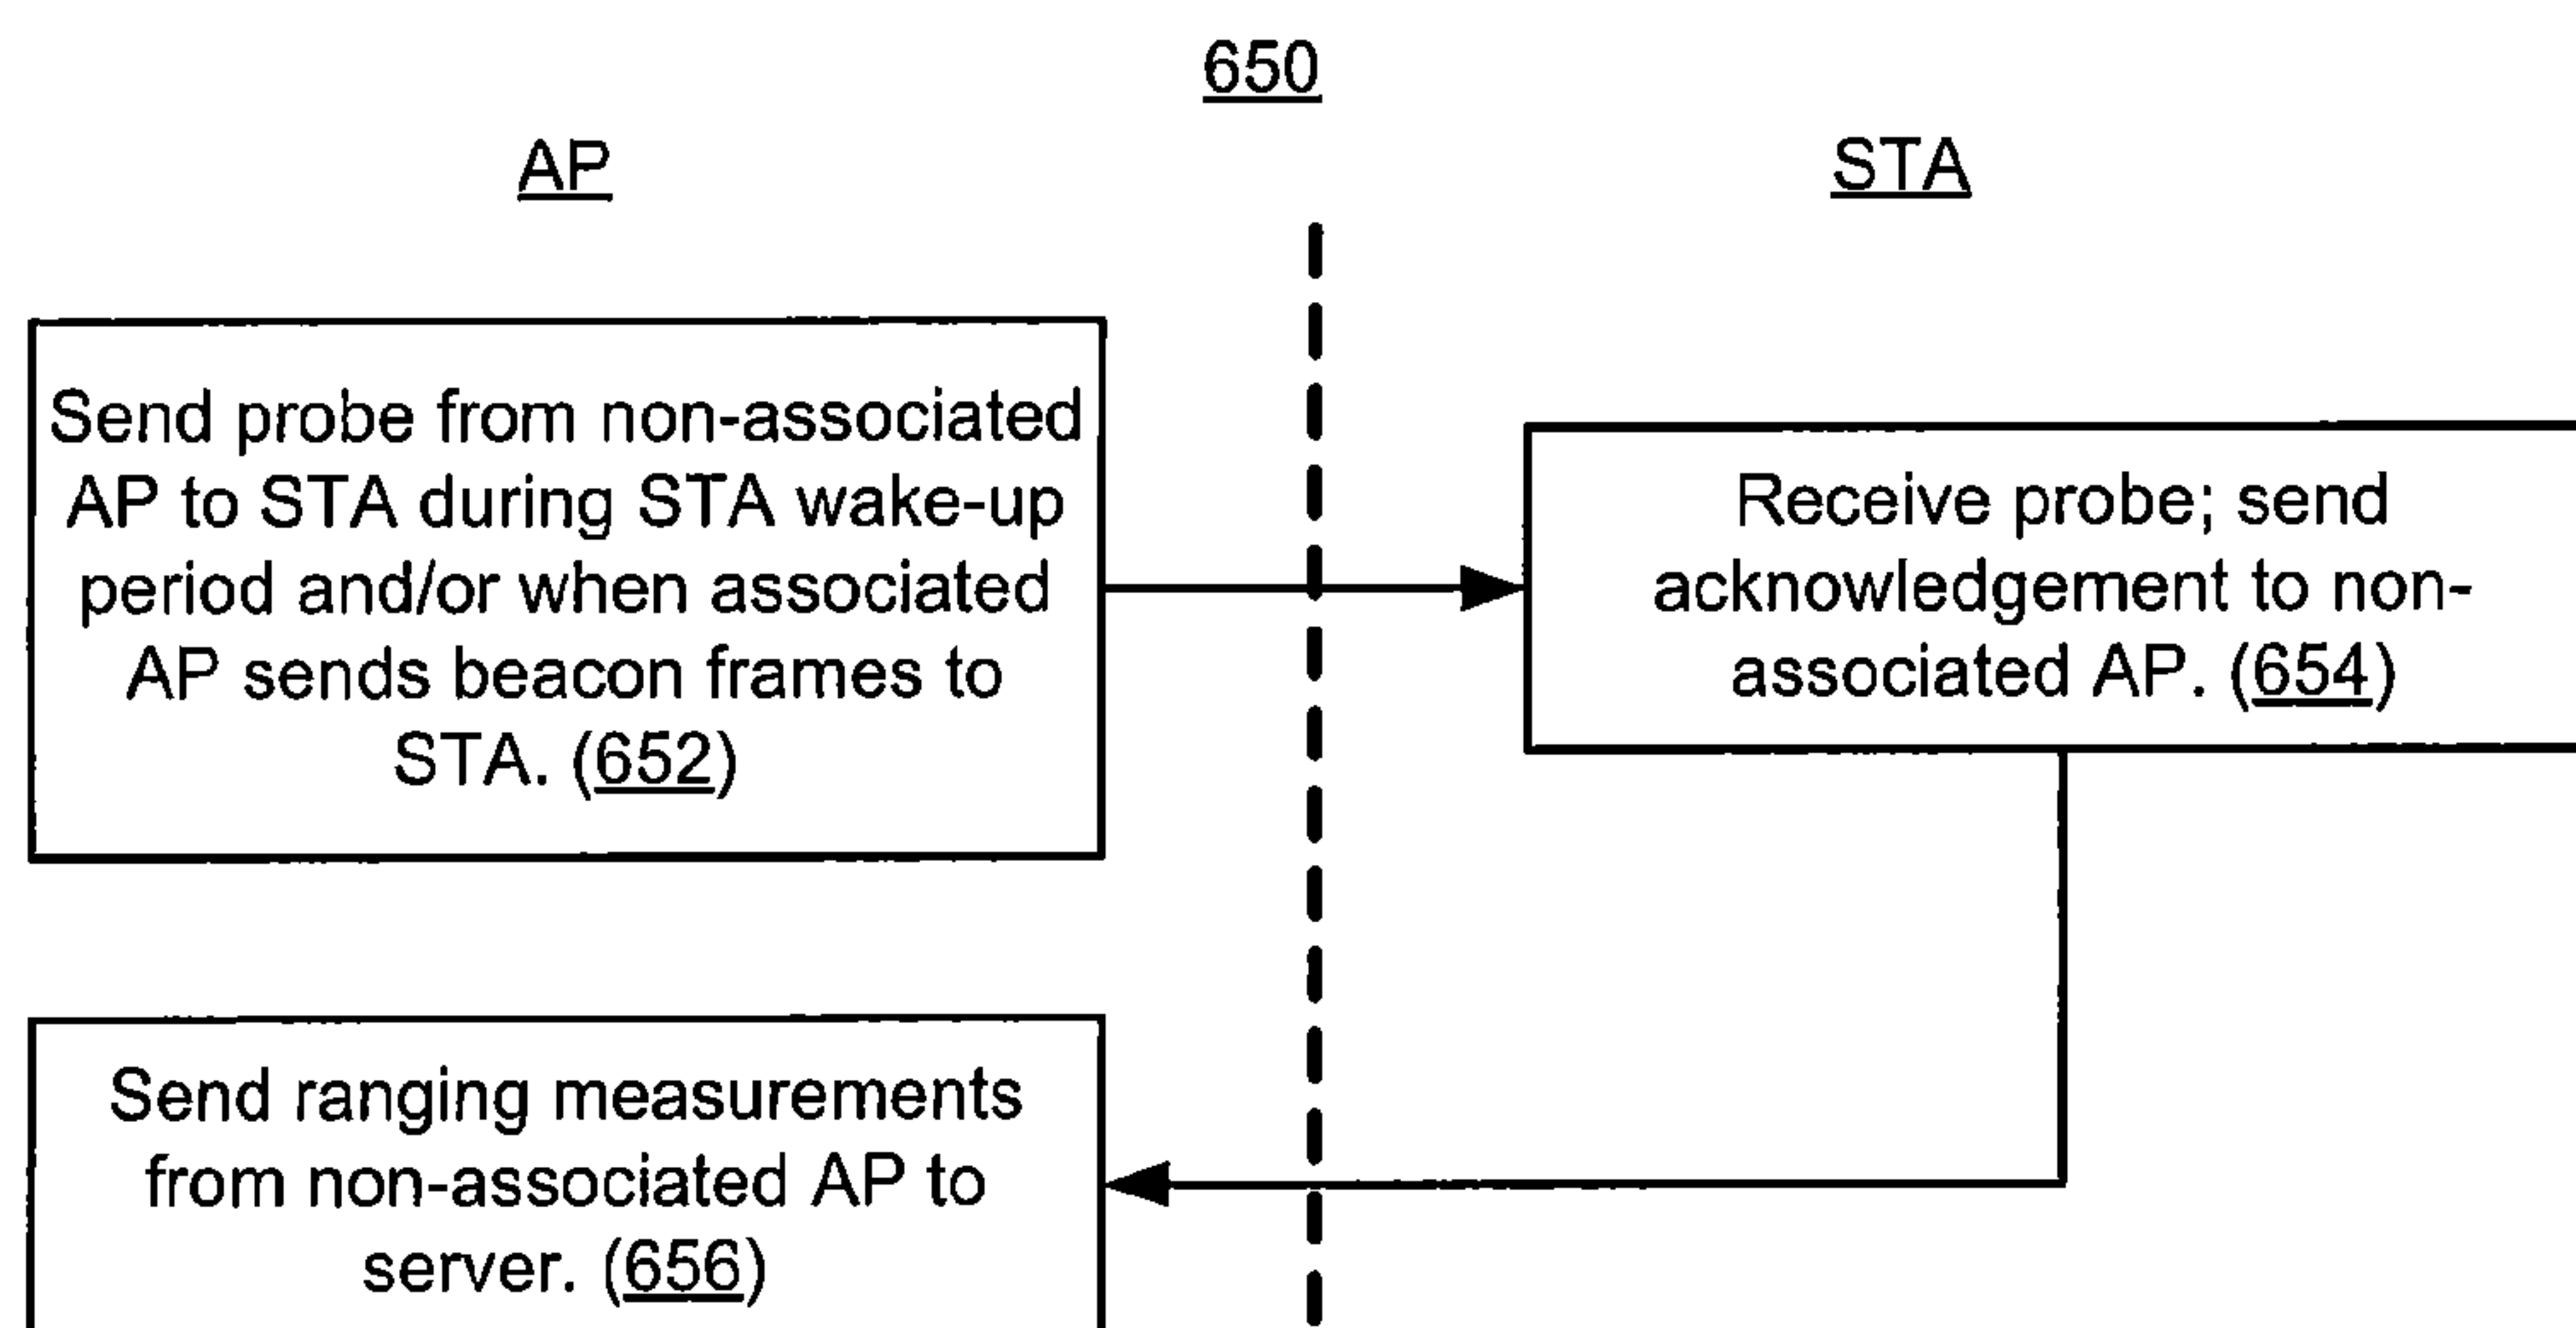 650
AP
STA
Send probe from non-associated
AP to STA during STA wake-up
period and/or when associated
AP sends beacon frames to
STA. (652)
Receive probe; send
acknowledgement to non-
associated AP. (654)
Send ranging measurements
from non-associated AP to
server. (656)